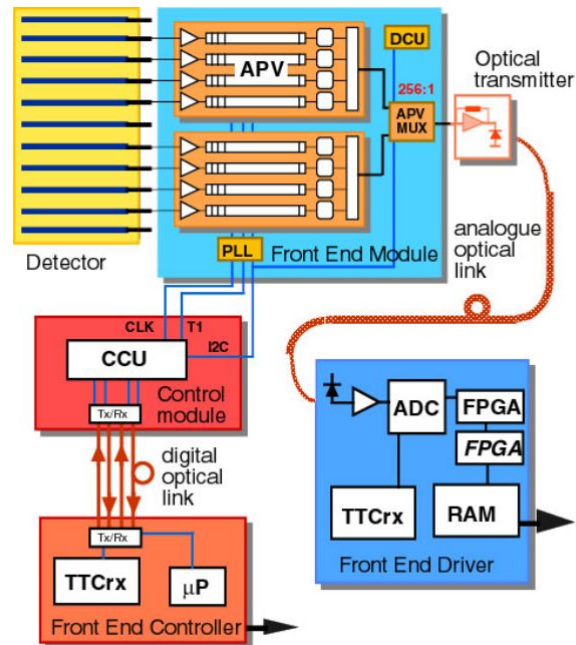 APV
DCU
256:1
APV
MUX
Optical
transmitter
PLL
Front End Module
Detector
analogue
optical
link
CLK
T1
I2C
CCU
Control
module
Tx/Rx
digital
optical
link
Tx/Rx
TTCrx
µP
Front End Controller
ADC
FPGA
FPGA
TTCrx
RAM
Front End Driver